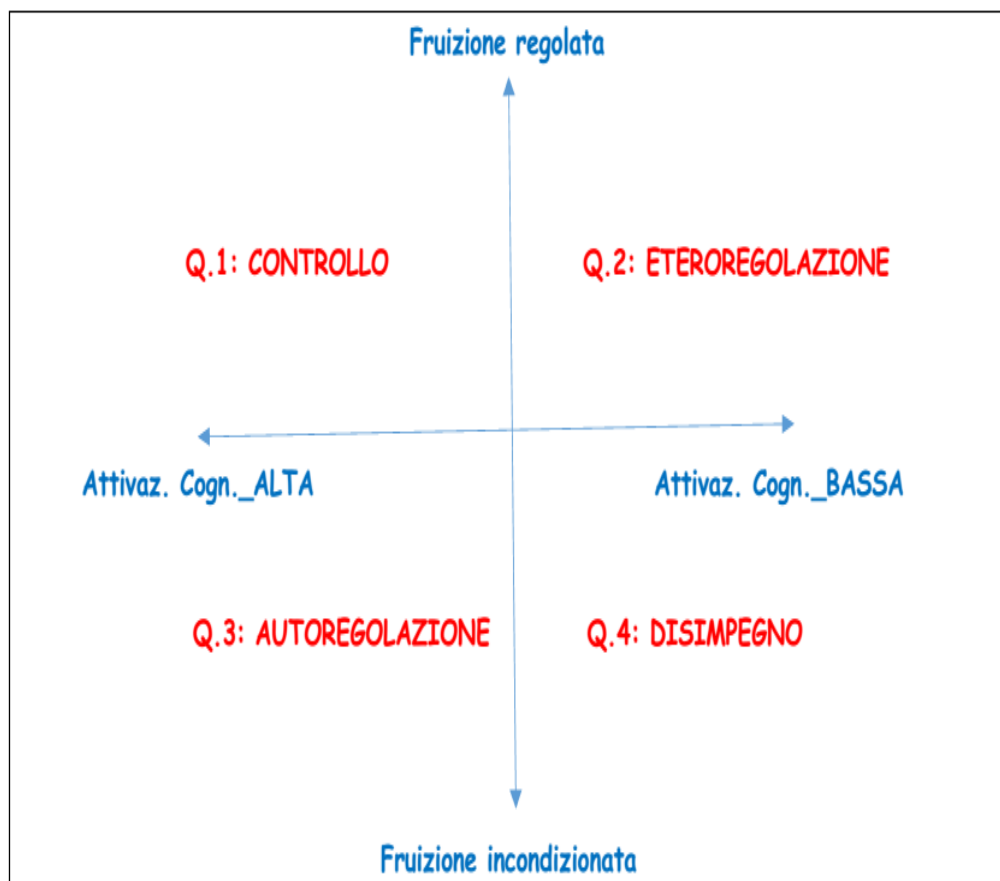 Fruizione regolata
Q.1: CONTROLLO
Q.2: ETEROREGOLAZIONE
Attivaz. Cogn._ALTA
Attivaz. Cogn._BASSA
Q.3: AUTOREGOLAZIONE
Q.4: DISIMPEGNO
Fruizione incondizionata